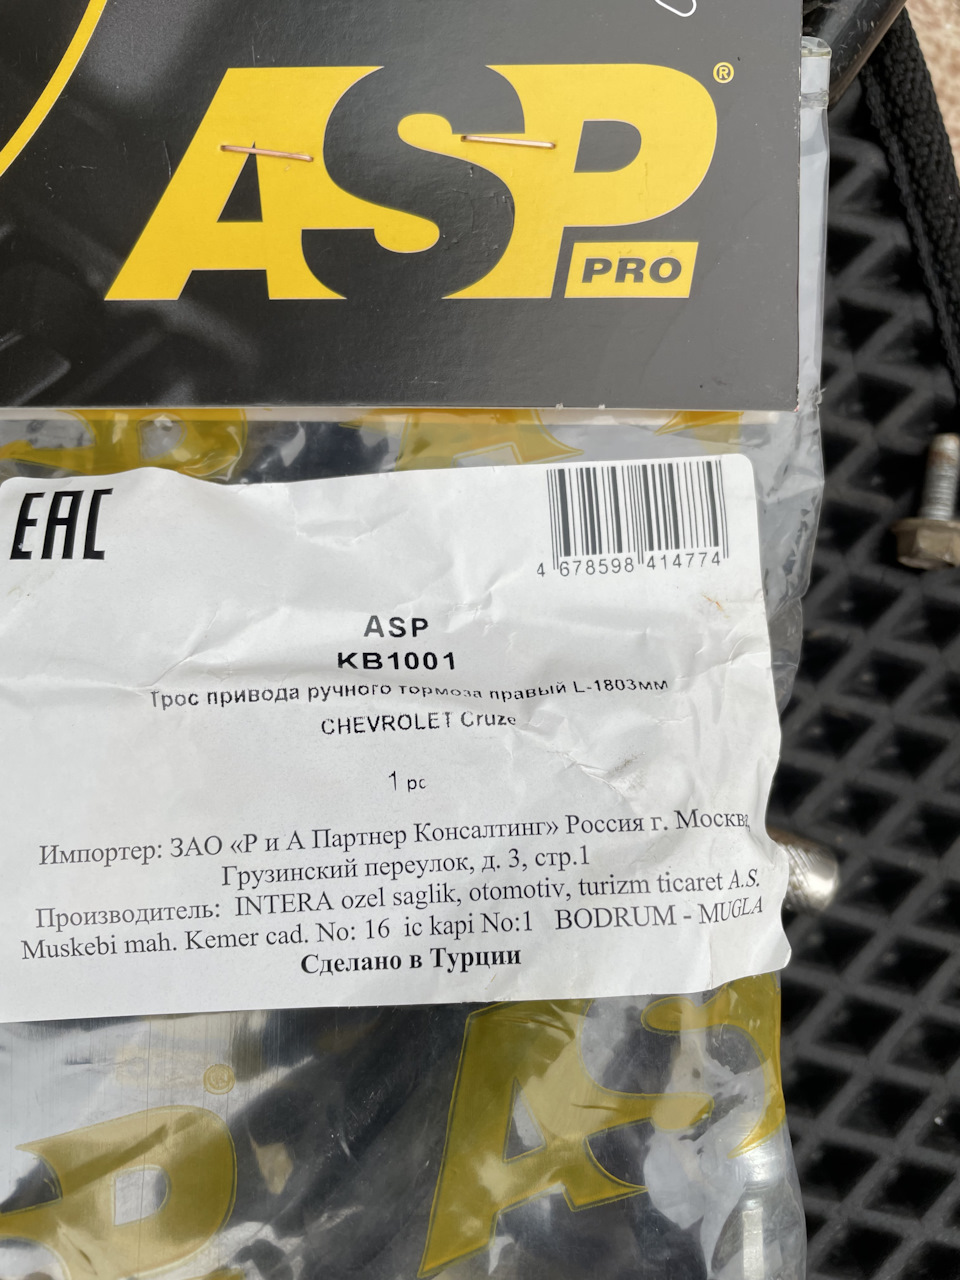 ASP®
PRO
EAC
4 678598 414774
ASP
KB1001
Трос привода ручного тормоза правый L-1803мм
CHEVROLET Cruze
1 pc
Импортер: ЗАО «Р и А Партнер Консалтинг» Россия г. Москва,
Грузинский переулок, д. 3, стр.1
Производитель: INTERA ozel saglik, otomotiv, turizm ticaret A.S.
Muskebi mah. Kemer cad. No: 16 ic kapi No:1 BODRUM - MUGLA
Сделано в Турции